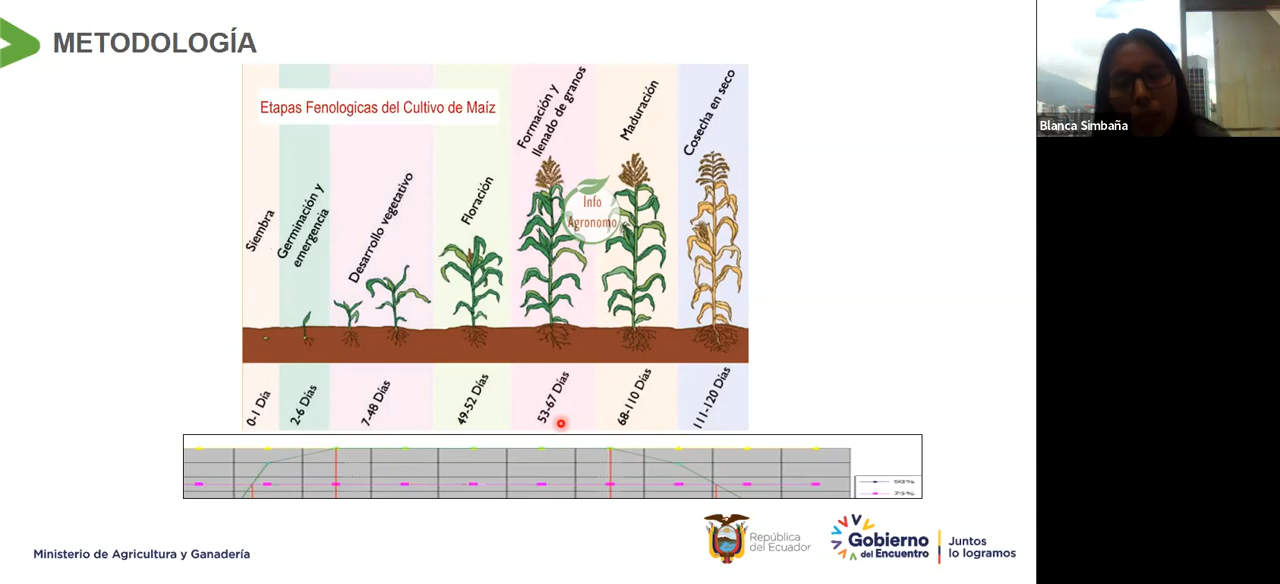 METODOLOGÍA
Etapas Fenologicas del Cultivo de Maíz
Siembra
Germinación y
emergencia
Desarrollo vegetativo
Floración
Formación y
llenado de granos
Maduración
Cosecha en seco
Info
Agronomo
0-1 Día
2-6 Días
7-48 Días
49-52 Días
53-67 Días
68-110 Días
111-120 Días
50%
75%
Ministerio de Agricultura y Ganadería
República
del Ecuador
Gobierno
del Encuentro
Juntos
lo logramos
Blanca Simbaña